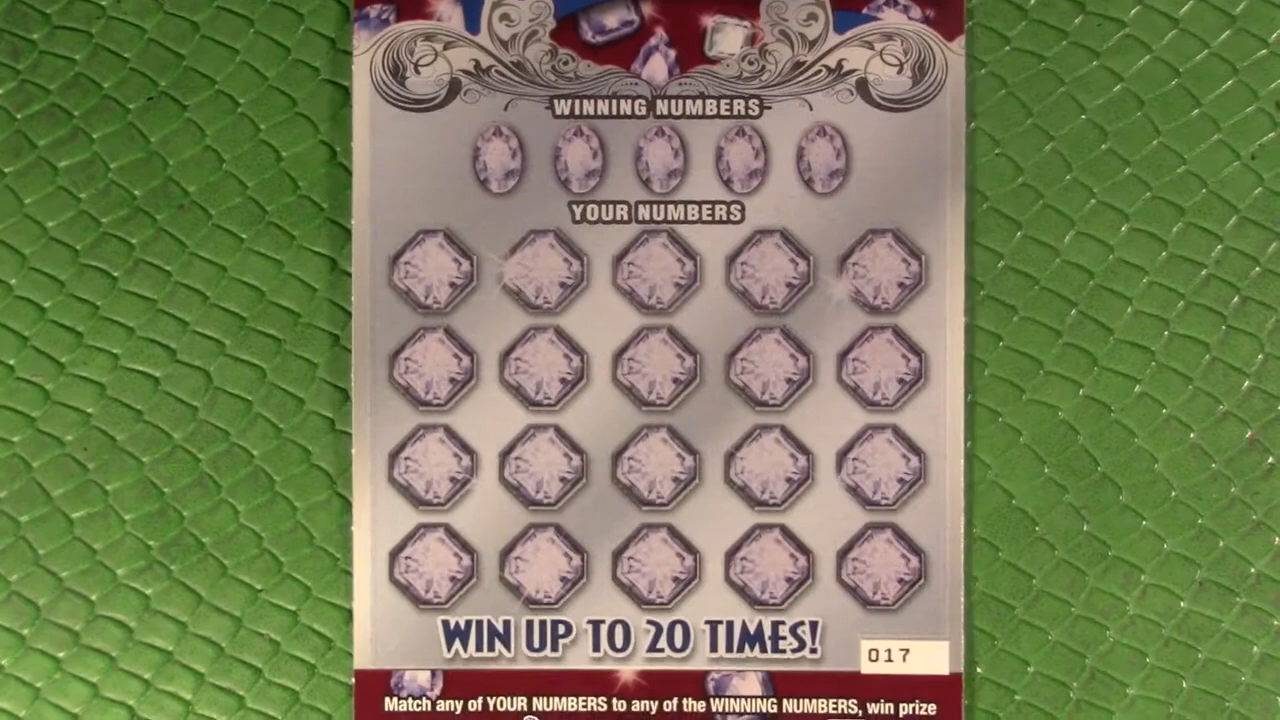 WINNING NUMBERS
YOUR NUMBERS
WIN UP TO 20 TIMES!
017
Match any of YOUR NUMBERS to any of the WINNING NUMBERS, win prize